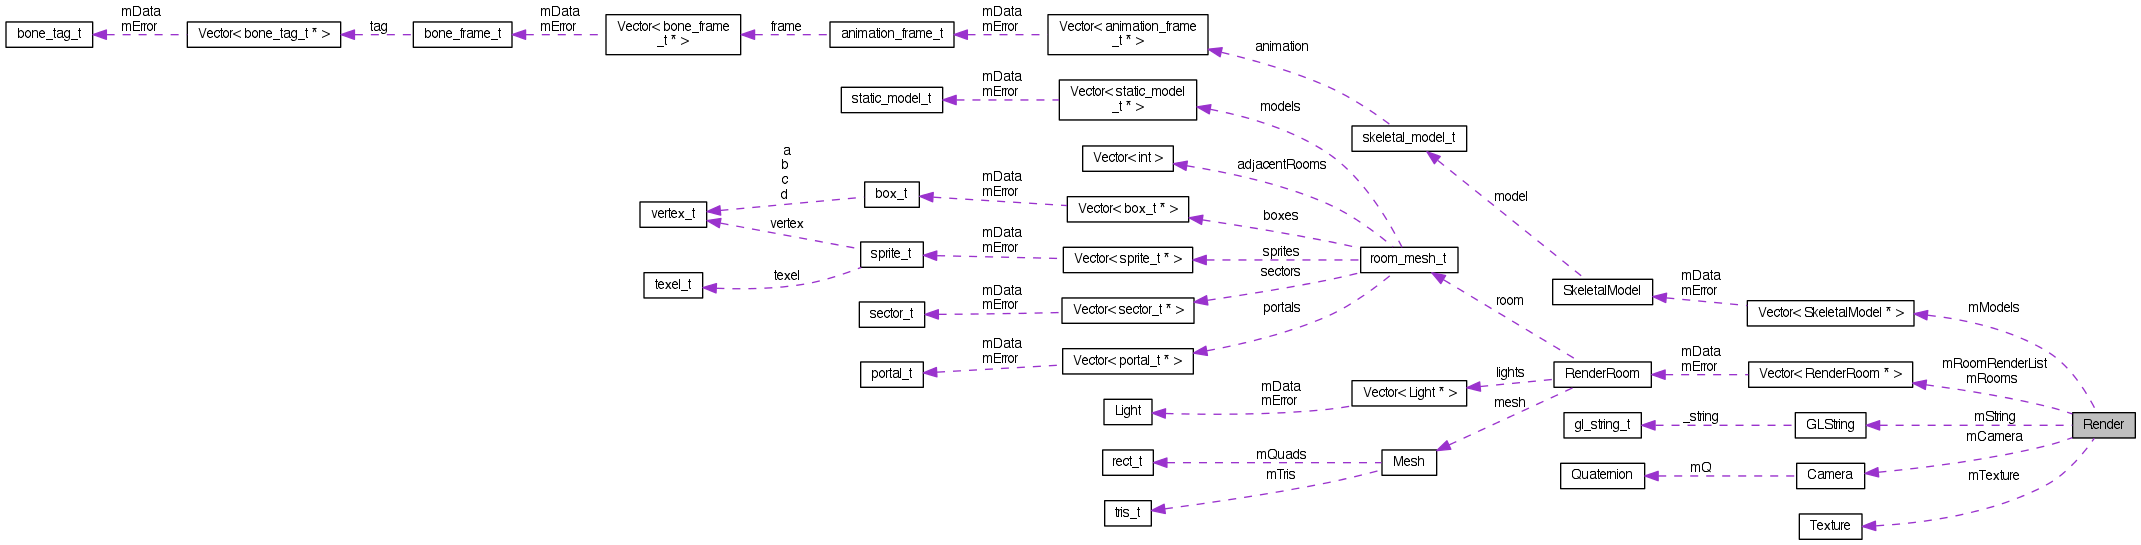 bone_tag_t
mData
mError
Vector< bone_tag_t * >
tag
bone_frame_t
mData
mError
Vector< bone_frame
_t * >
frame
animation_frame_t
mData
mError
Vector< animation_frame
_t * >
animation
static_model_t
mData
mError
Vector< static_model
_t * >
models
skeletal_model_t
Vector< int >
adjacentRooms
model
a
b
c
d
vertex_t
box_t
mData
mError
Vector< box_t * >
boxes
vertex
sprite_t
mData
mError
Vector< sprite_t * >
sprites
room_mesh_t
texel_t
texel
sectors
sector_t
mData
mError
Vector< sector_t * >
portals
room
SkeletalModel
mData
mError
Vector< SkeletalModel * >
mModels
portal_t
mData
mError
Vector< portal_t * >
RenderRoom
mData
mError
Vector< RenderRoom * >
mRoomRenderList
mRooms
lights
Light
mData
mError
Vector< Light * >
mesh
gl_string_t
_string
GLString
mString
Render
rect_t
mQuads
Mesh
mTris
tris_t
Quaternion
mQ
Camera
mCamera
Texture
mTexture